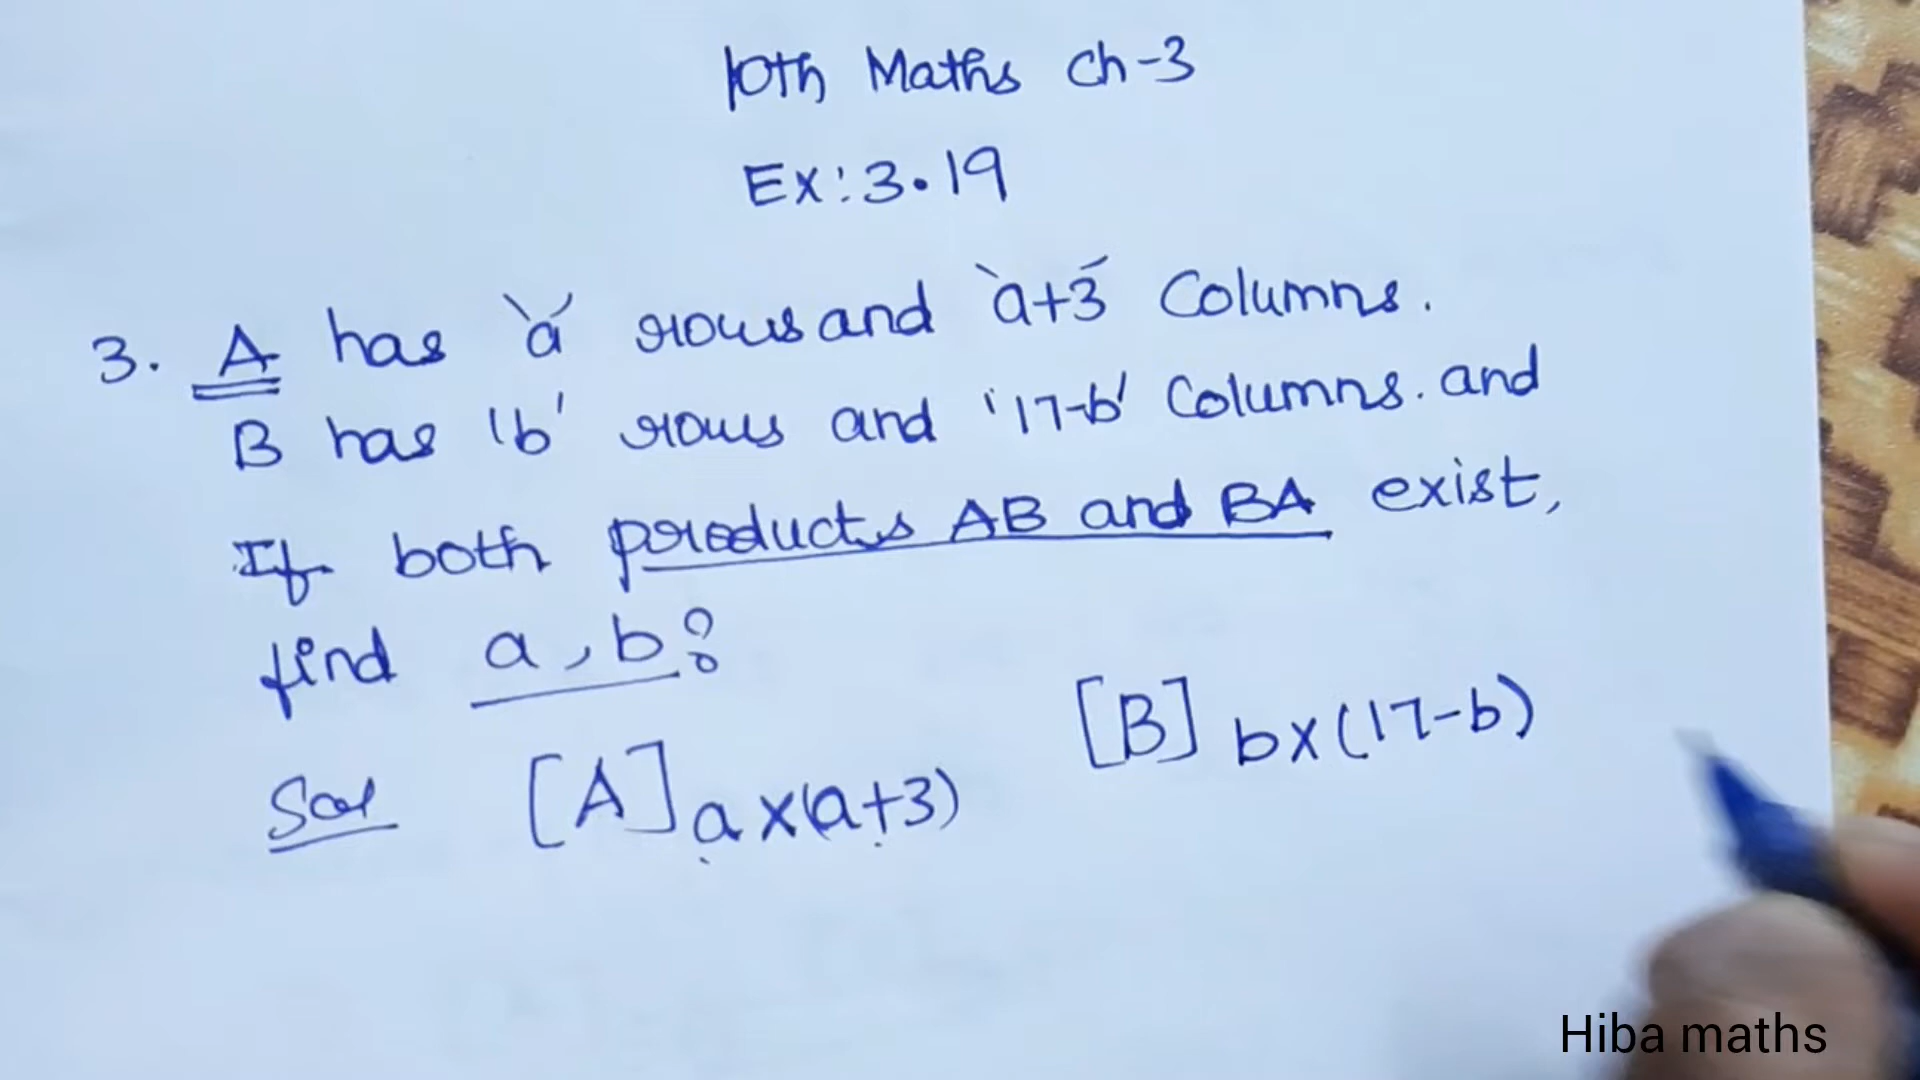 10th Maths Ch-3
Ex: 3.19
3. A has 'a' rows and 'a+3' Columns.
B has 'b' rows and '17-b' Columns. and
If both products AB and BA exist,
find a, b?
Sol [A] a×(a+3) [B] b×(17-b)
Hiba maths